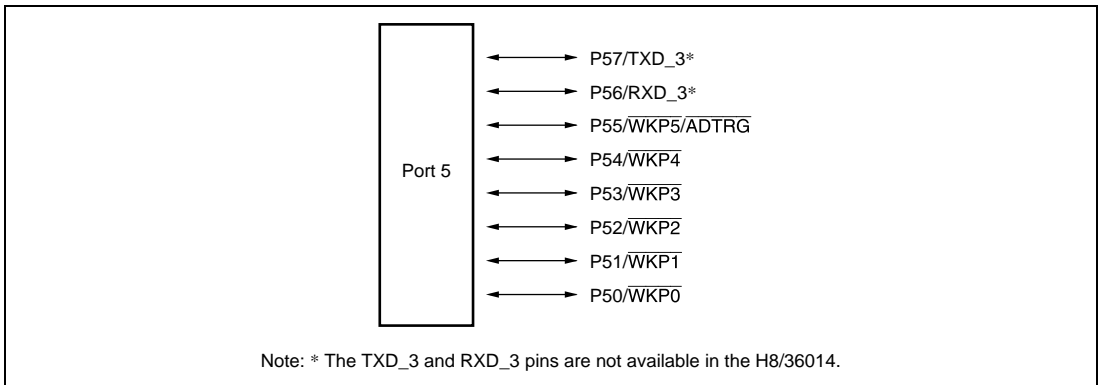 P57/TXD_3*
P56/RXD_3*
P55/WKP5/ADTRG
Port 5
P54/WKP4
P53/WKP3
P52/WKP2
P51/WKP1
P50/WKP0
Note: * The TXD_3 and RXD_3 pins are not available in the H8/36014.